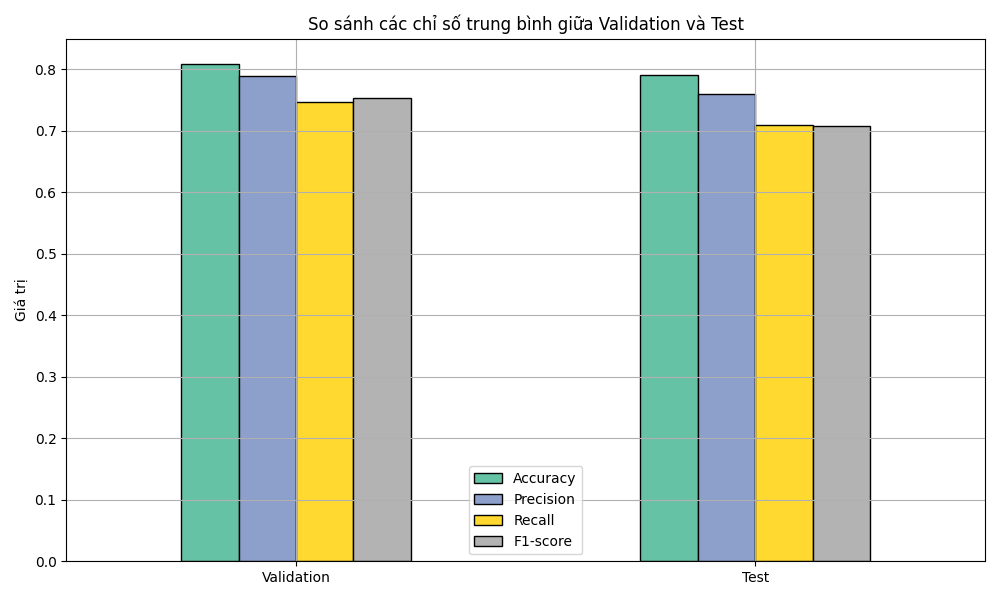 So sánh các chỉ số trung bình giữa Validation và Test
Giá trị
0.8
0.7
0.6
0.5
0.4
0.3
0.2
0.1
0.0
Accuracy
Precision
Recall
F1-score
Validation
Test